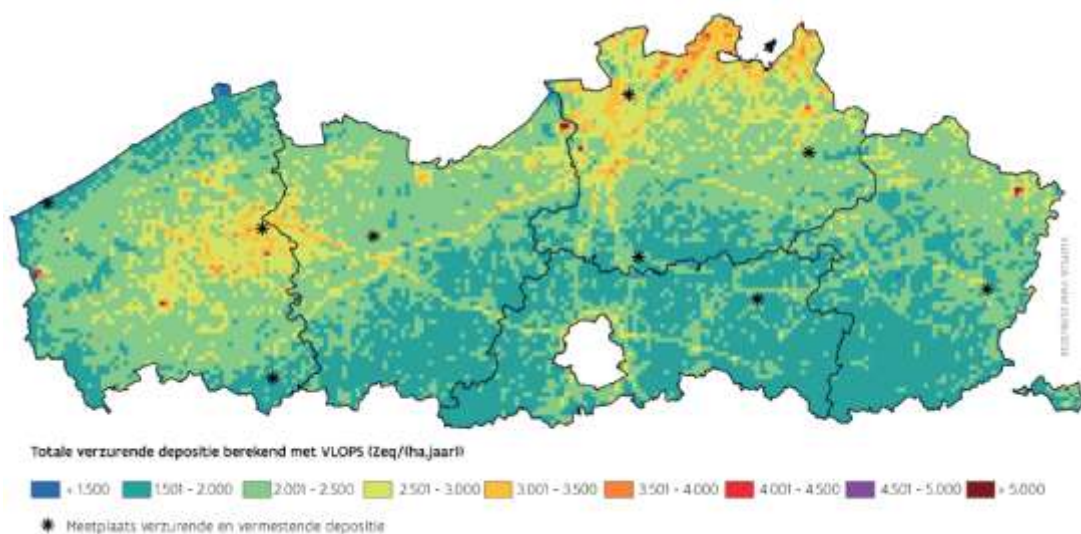 Totale verzurende depositie berekend met VLOPS (Zeq/(ha.jaar))
< 1.500 1.501 - 2.000 2.001 - 2.500 2.501 - 3.000 3.001 - 3.500 3.501 - 4.000 4.001 - 4.500 4.501 - 5.000 > 5.000
Meetplaats verzurende en vermestende depositie